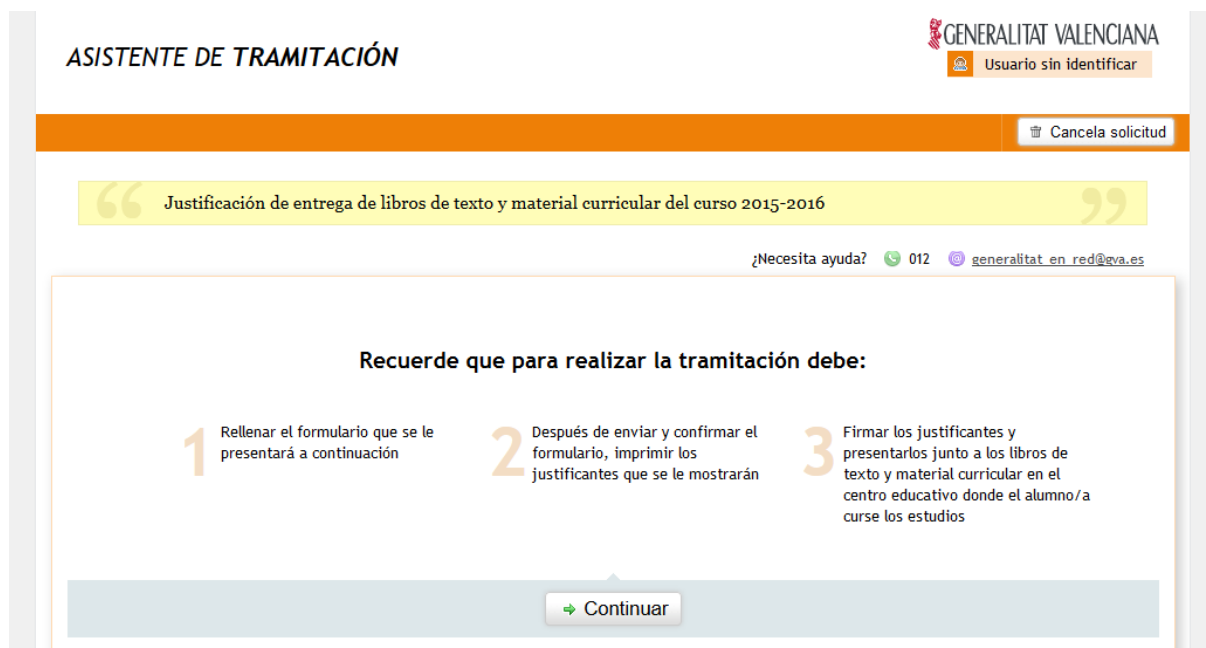 ASISTENTE DE TRAMITACIÓN
GENERALITAT VALENCIANA
Usuario sin identificar
Cancela solicitud
Justificación de entrega de libros de texto y material curricular del curso 2015-2016
¿Necesita ayuda? 012 generalitat_en_red@gva.es
Recuerde que para realizar la tramitación debe:
1
Rellenar el formulario que se le
presentará a continuación
2
Después de enviar y confirmar el
formulario, imprimir los
justificantes que se le mostrarán
3
Firmar los justificantes y
presentarlos junto a los libros de
texto y material curricular en el
centro educativo donde el alumno/a
curse los estudios
Continuar